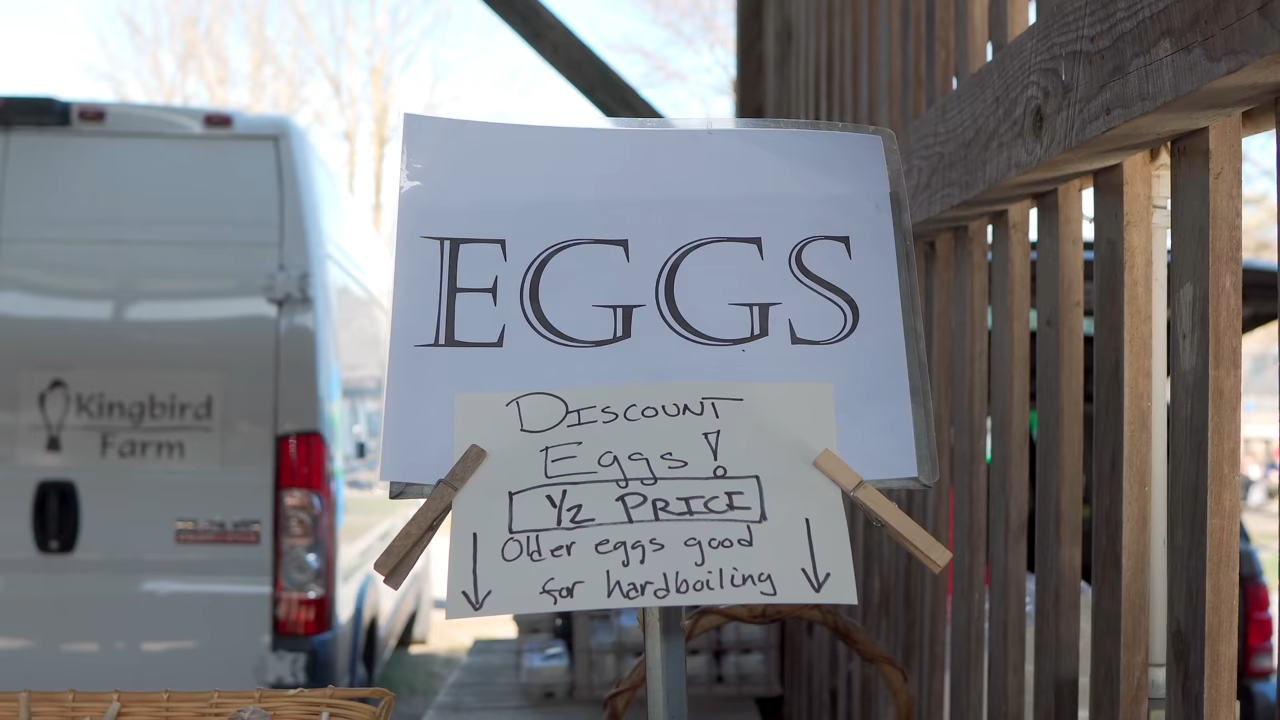 EGGS
Discount
Eggs!
1/2 PRICE
Older eggs good
for hardboiling
Kingbird
Farm